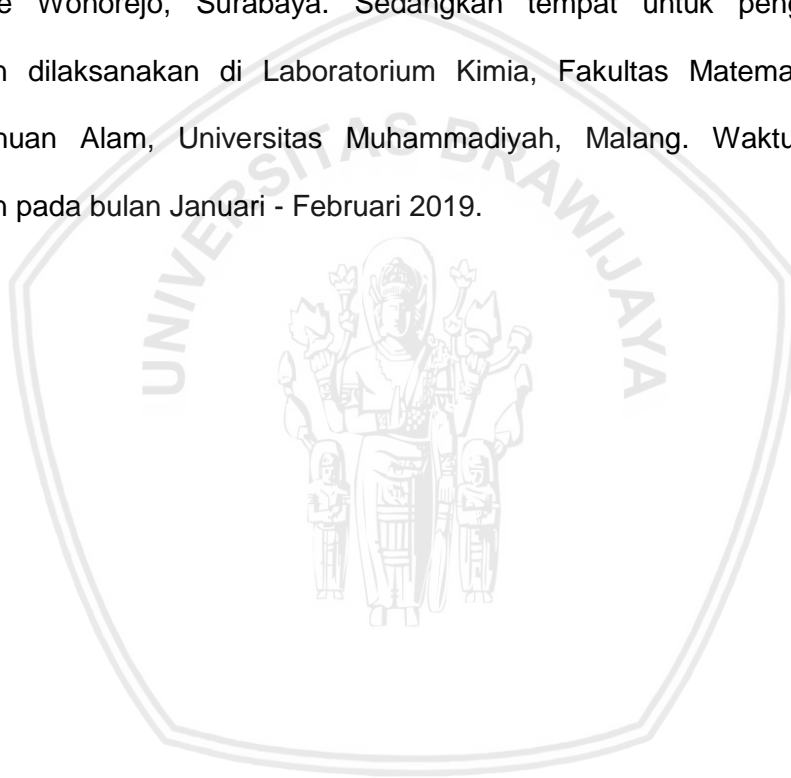 e Wonorejo, Surabaya. Sedangkan tempat untuk peng
n dilaksanakan di Laboratorium Kimia, Fakultas Matema
nuan Alam, Universitas Muhammadiyah, Malang. Waktu
n pada bulan Januari - Februari 2019.
UNIVERSITAS BRAWIJAYA